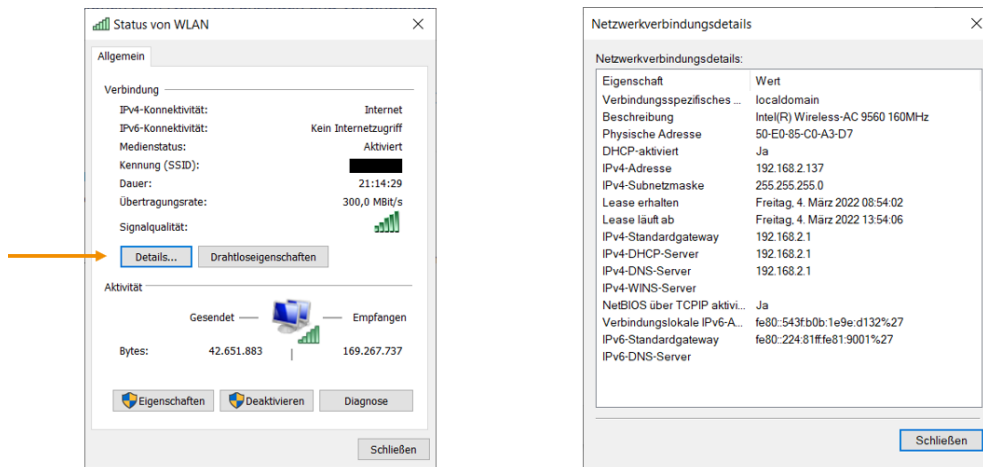 Status von WLAN
Allgemein
Verbindung
IPv4-Konnektivität: Internet
IPv6-Konnektivität: Kein Internetzugriff
Medienstatus: Aktiviert
Kennung (SSID):
Dauer: 21:14:29
Übertragungsrate: 300,0 MBit/s
Signalqualität:
Details... Drahtloseigenschaften
Aktivität
Gesendet Empfangen
Bytes: 42.651.883 169.267.737
Eigenschaften Deaktivieren Diagnose
Schließen
Netzwerkverbindungsdetails
Netzwerkverbindungsdetails:
Eigenschaft Wert
Verbindungsspezifisches ... localdomain
Beschreibung Intel(R) Wireless-AC 9560 160MHz
Physische Adresse 50-E0-85-C0-A3-D7
DHCP-aktiviert Ja
IPv4-Adresse 192.168.2.137
IPv4-Subnetzmaske 255.255.255.0
Lease erhalten Freitag, 4. März 2022 08:54:02
Lease läuft ab Freitag, 4. März 2022 13:54:06
IPv4-Standardgateway 192.168.2.1
IPv4-DHCP-Server 192.168.2.1
IPv4-DNS-Server 192.168.2.1
IPv4-WINS-Server
NetBIOS über TCPIP aktivi... Ja
Verbindungslokale IPv6-A... fe80::543f:b0b:1e9e:d132%27
IPv6-Standardgateway fe80::224:81ff:fe81:9001%27
IPv6-DNS-Server
Schließen